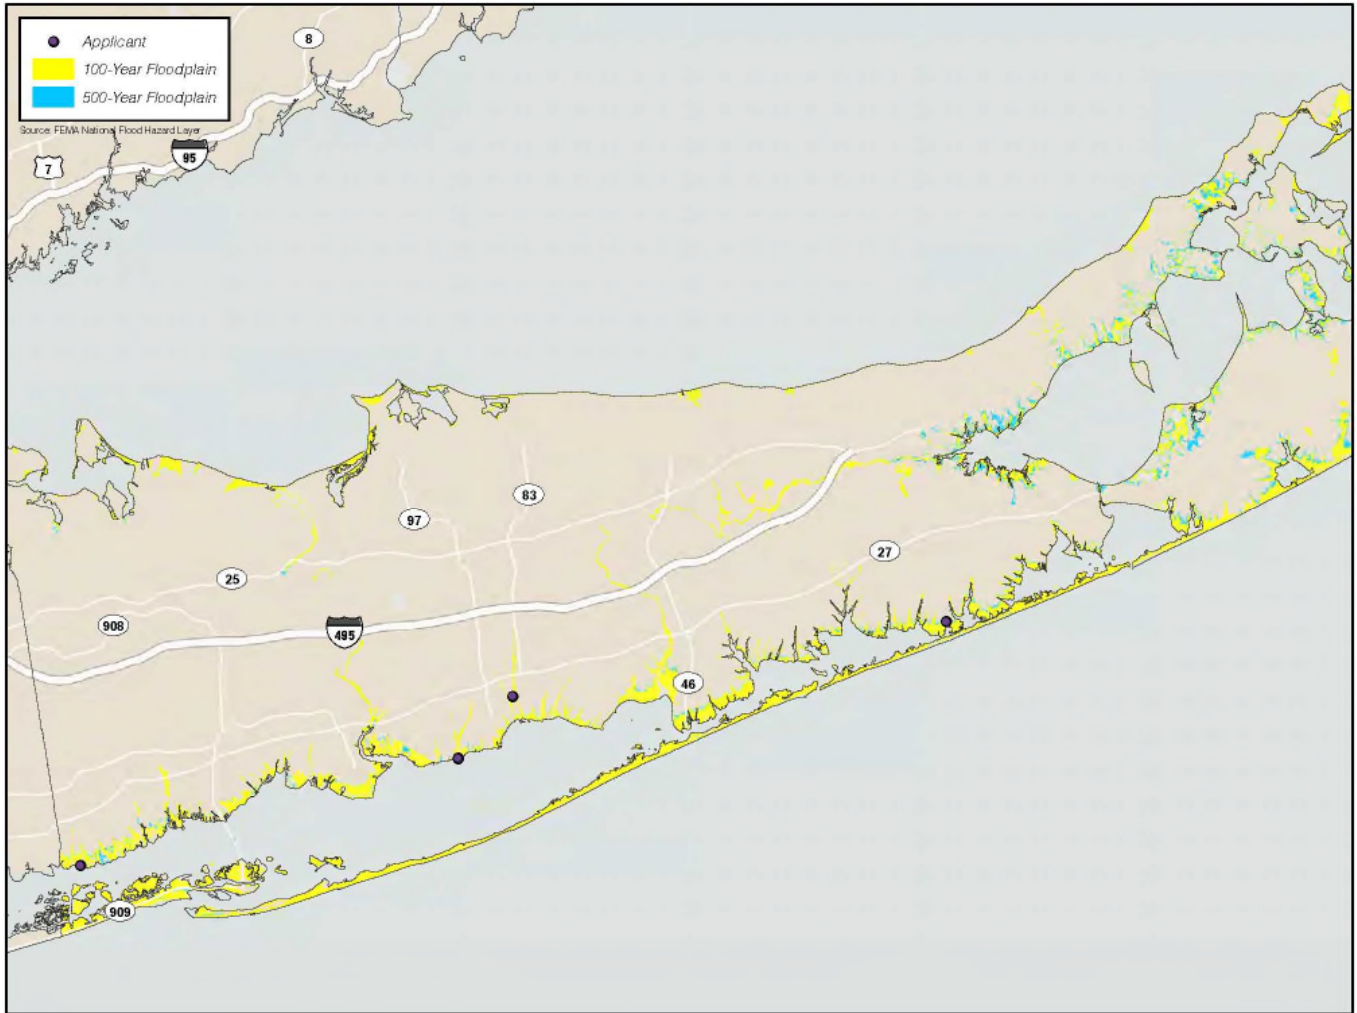 Applicant
100-Year Floodplain
500-Year Floodplain
Source: FEMA National Flood Hazard Layer
8
95
7
83
97
25
27
908
495
46
909